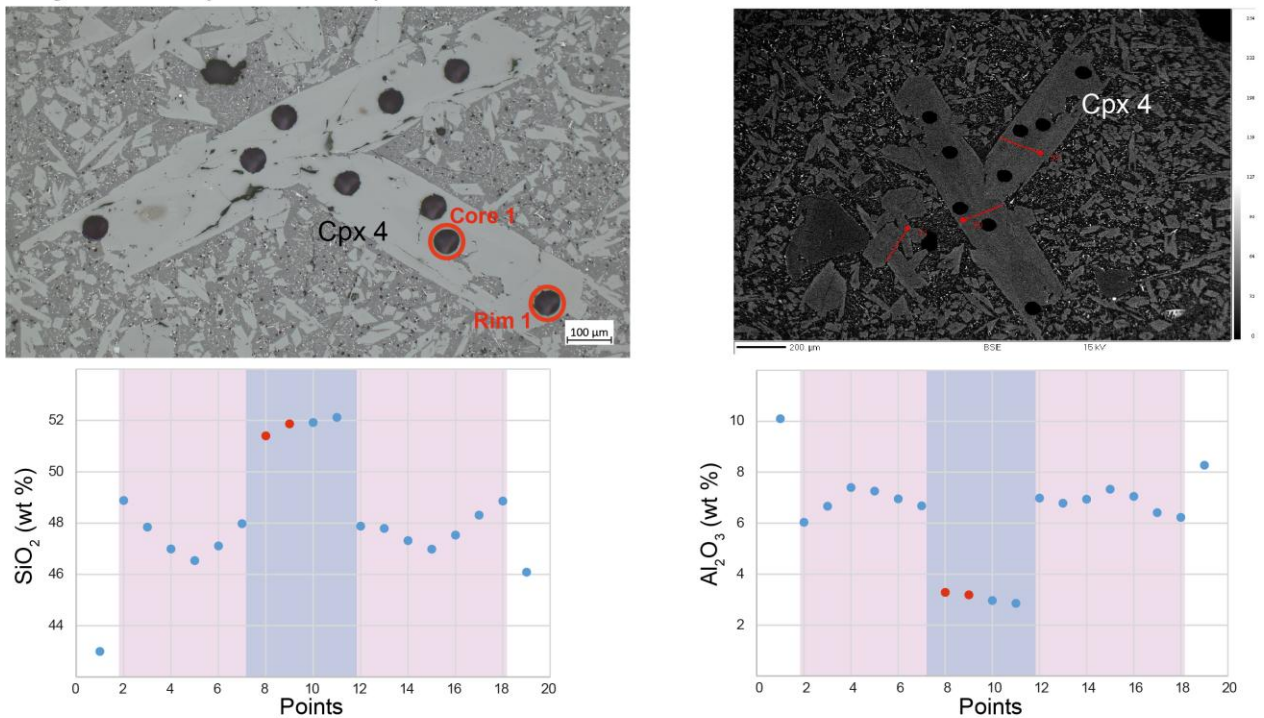 Cpx 4
Core 1
Rim 1
100 µm
Cpx 4
200 µm
BSE
15 kV
SiO2 (wt %)
52
50
48
46
44
0 2 4 6 8 10 12 14 16 18 20
Points
Al2O3 (wt %)
10
8
6
4
2
0 2 4 6 8 10 12 14 16 18 20
Points